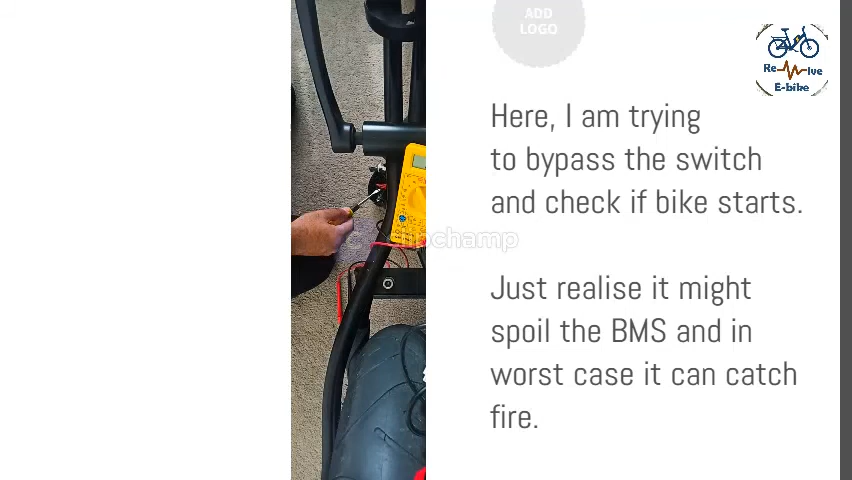 ADD
LOGO
Re ive
E-bike
Here, I am trying
to bypass the switch
and check if bike starts.
Just realise it might
spoil the BMS and in
worst case it can catch
fire.